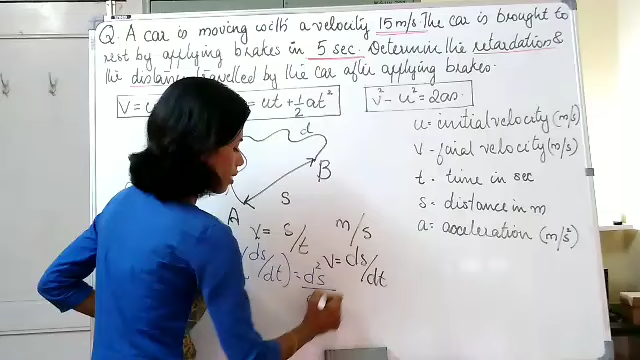 Q. A car is moving with a velocity 15 m/s. The car is brought to
rest by applying brakes in 5 sec. Determine the retardation &
the distance travelled by the car after applying brakes.
V = u
= ut + 1/2 at²
v² - u² = 2as.
u = initial velocity (m/s)
d
v - final velocity (m/s)
B
t = time in sec
S
s = distance in m
A
a = acceleration (m/s²)
v = s/t
m/s
(ds/dt) = d²s
v = ds/dt